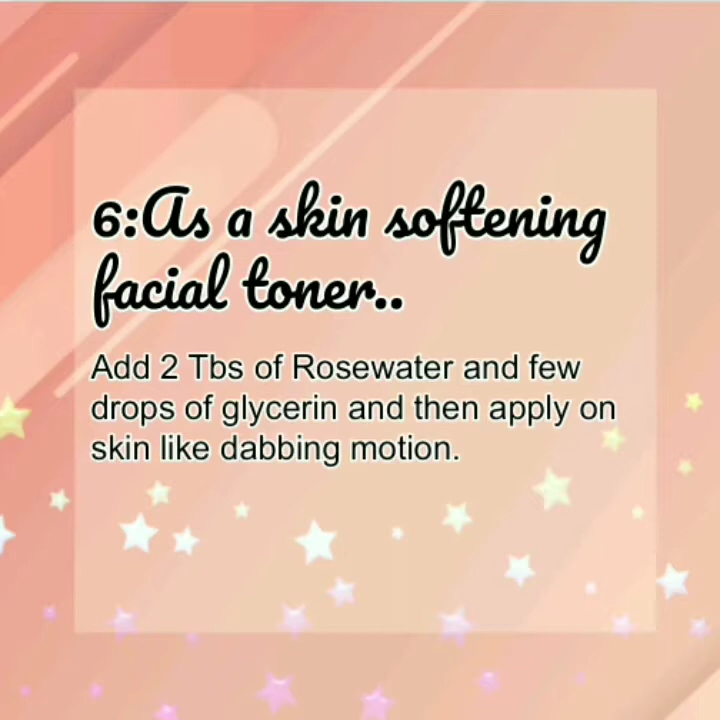 6:As a skin softening
facial toner..
Add 2 Tbs of Rosewater and few
drops of glycerin and then apply on
skin like dabbing motion.